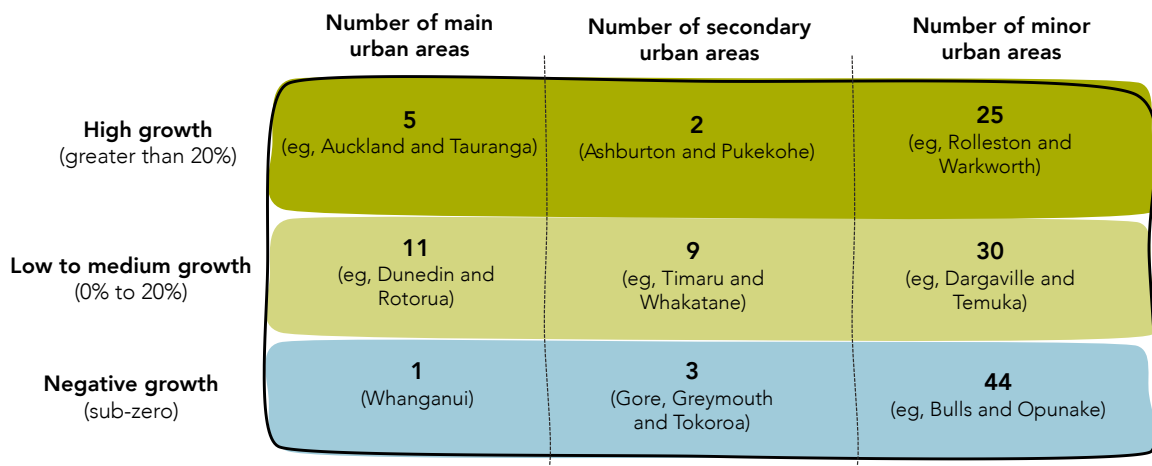 Number of main
urban areas
Number of secondary
urban areas
Number of minor
urban areas
High growth
(greater than 20%)
5
(eg, Auckland and Tauranga)
2
(Ashburton and Pukekohe)
25
(eg, Rolleston and
Warkworth)
Low to medium growth
(0% to 20%)
11
(eg, Dunedin and
Rotorua)
9
(eg, Timaru and
Whakatane)
30
(eg, Dargaville and
Temuka)
Negative growth
(sub-zero)
1
(Whanganui)
3
(Gore, Greymouth
and Tokoroa)
44
(eg, Bulls and Opunake)